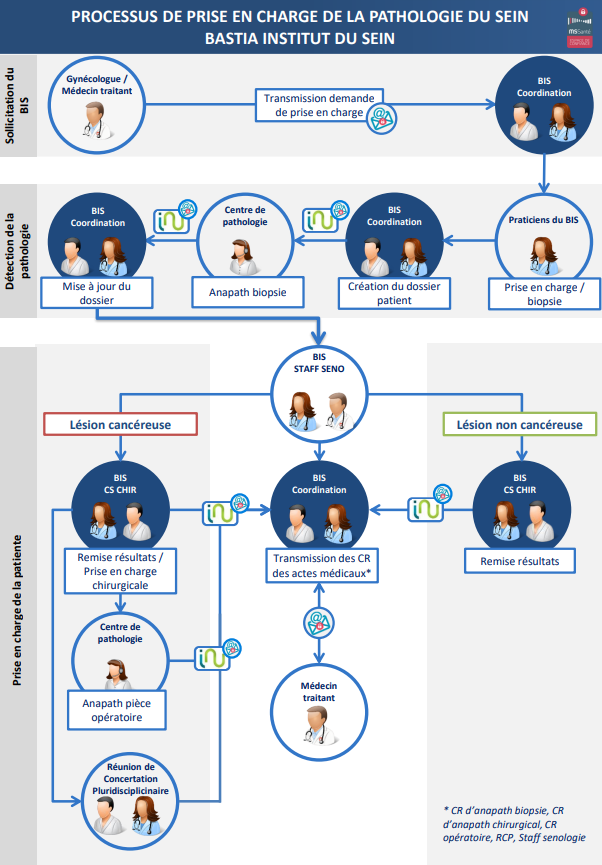 PROCESSUS DE PRISE EN CHARGE DE LA PATHOLOGIE DU SEIN
BASTIA INSTITUT DU SEIN
msSanté
ESPACE DE
CONFIANCE
Sollicitation du
BIS
Gynécologue /
Médecin traitant
Transmission demande
de prise en charge
BIS
Coordination
Détection de la
pathologie
BIS
Coordination
Mise à jour du
dossier
Centre de
pathologie
Anapath biopsie
BIS
Coordination
Création du dossier
patient
Praticiens du BIS
Prise en charge /
biopsie
Prise en charge de la patiente
BIS
STAFF SENO
Lésion cancéreuse
Lésion non cancéreuse
BIS
CS CHIR
Remise résultats /
Prise en charge
chirurgicale
BIS
Coordination
Transmission des CR
des actes médicaux*
BIS
CS CHIR
Remise résultats
Centre de
pathologie
Anapath pièce
opératoire
Médecin
traitant
Réunion de
Concertation
Pluridisciplicinaire
* CR d'anapath biopsie, CR
d'anapath chirurgical, CR
opératoire, RCP, Staff senologie